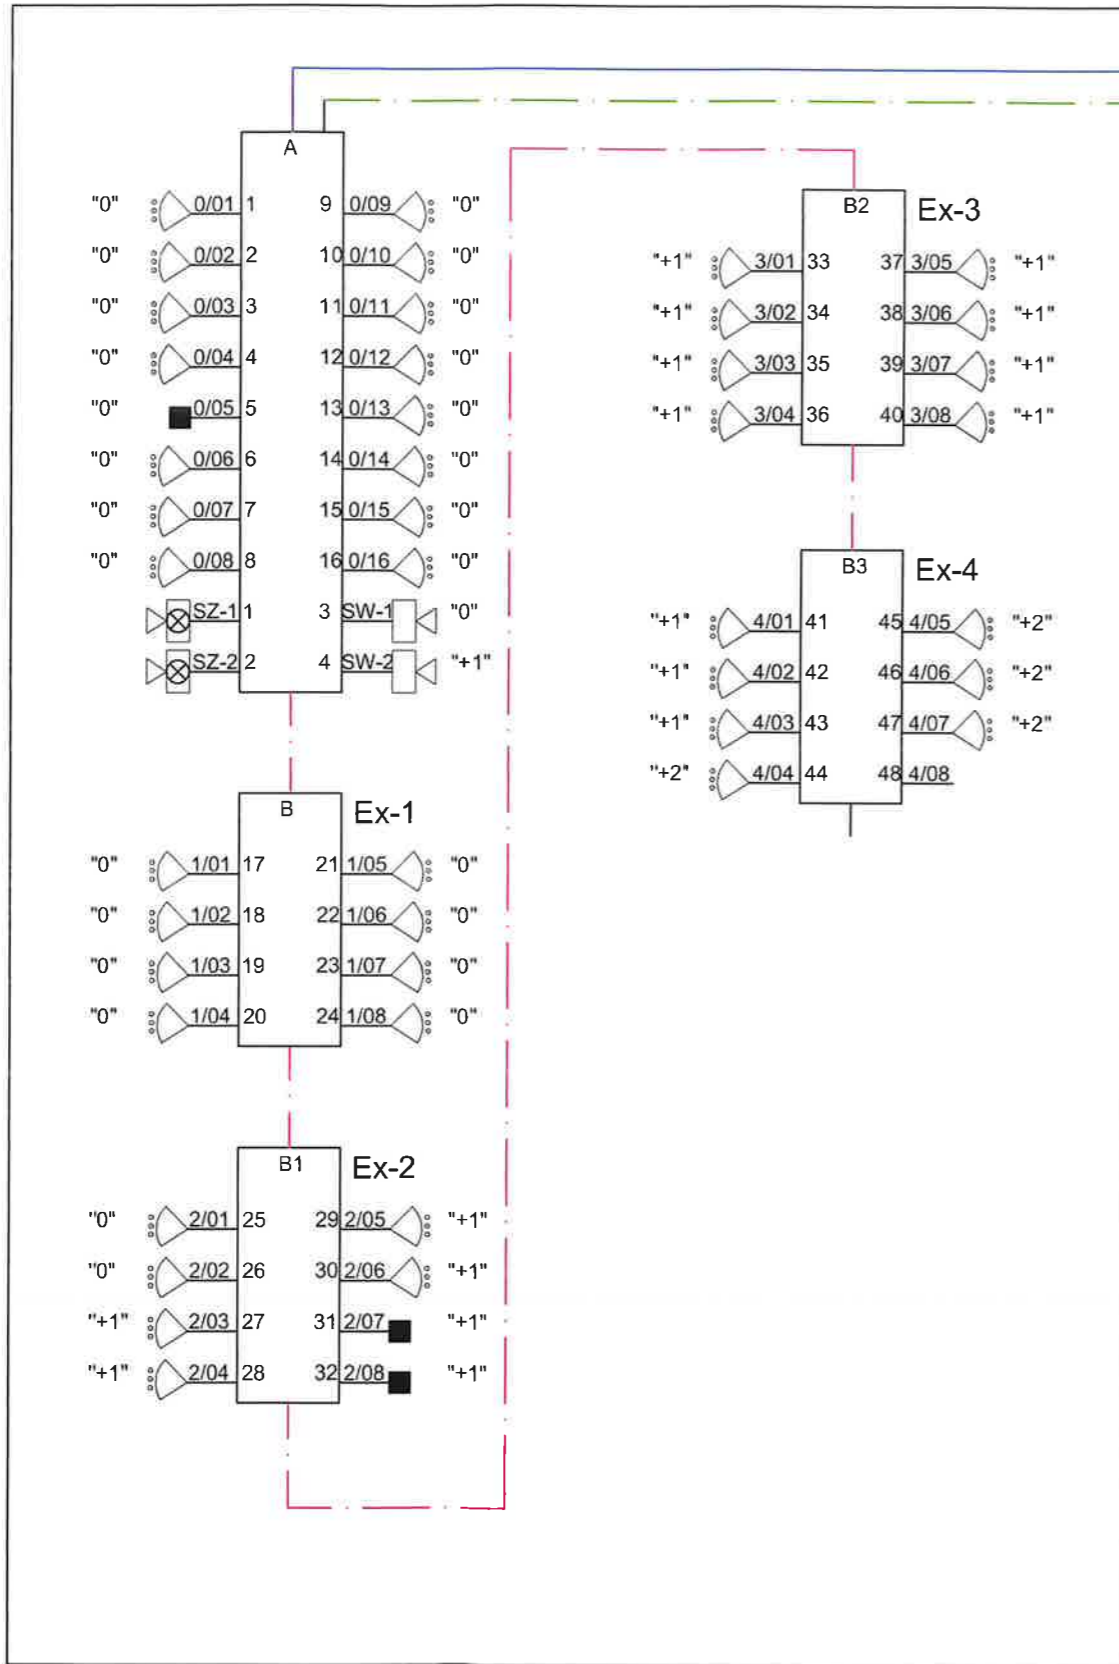 A
"0" 0/01 1 9 0/09 "0"
"0" 0/02 2 10 0/10 "0"
"0" 0/03 3 11 0/11 "0"
"0" 0/04 4 12 0/12 "0"
"0" 0/05 5 13 0/13 "0"
"0" 0/06 6 14 0/14 "0"
"0" 0/07 7 15 0/15 "0"
"0" 0/08 8 16 0/16 "0"
SZ-1 1 3 SW-1 "0"
SZ-2 2 4 SW-2 "+1"
B Ex-1
"0" 1/01 17 21 1/05 "0"
"0" 1/02 18 22 1/06 "0"
"0" 1/03 19 23 1/07 "0"
"0" 1/04 20 24 1/08 "0"
B1 Ex-2
"0" 2/01 25 29 2/05 "+1"
"0" 2/02 26 30 2/06 "+1"
"+1" 2/03 27 31 2/07 "+1"
"+1" 2/04 28 32 2/08 "+1"
B2 Ex-3
"+1" 3/01 33 37 3/05 "+1"
"+1" 3/02 34 38 3/06 "+1"
"+1" 3/03 35 39 3/07 "+1"
"+1" 3/04 36 40 3/08 "+1"
B3 Ex-4
"+1" 4/01 41 45 4/05 "+2"
"+1" 4/02 42 46 4/06 "+2"
"+1" 4/03 43 47 4/07 "+2"
"+2" 4/04 44 48 4/08